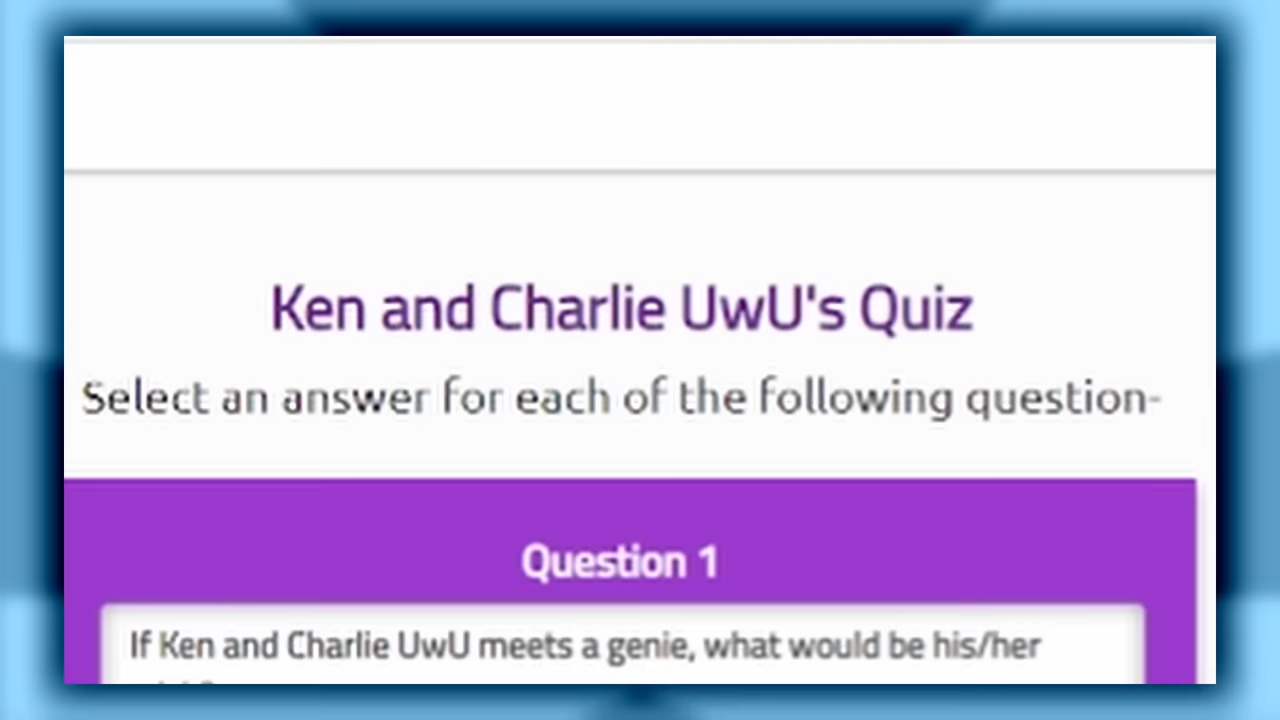 Ken and Charlie UwU's Quiz
Select an answer for each of the following question-
Question 1
If Ken and Charlie UwU meets a genie, what would be his/her